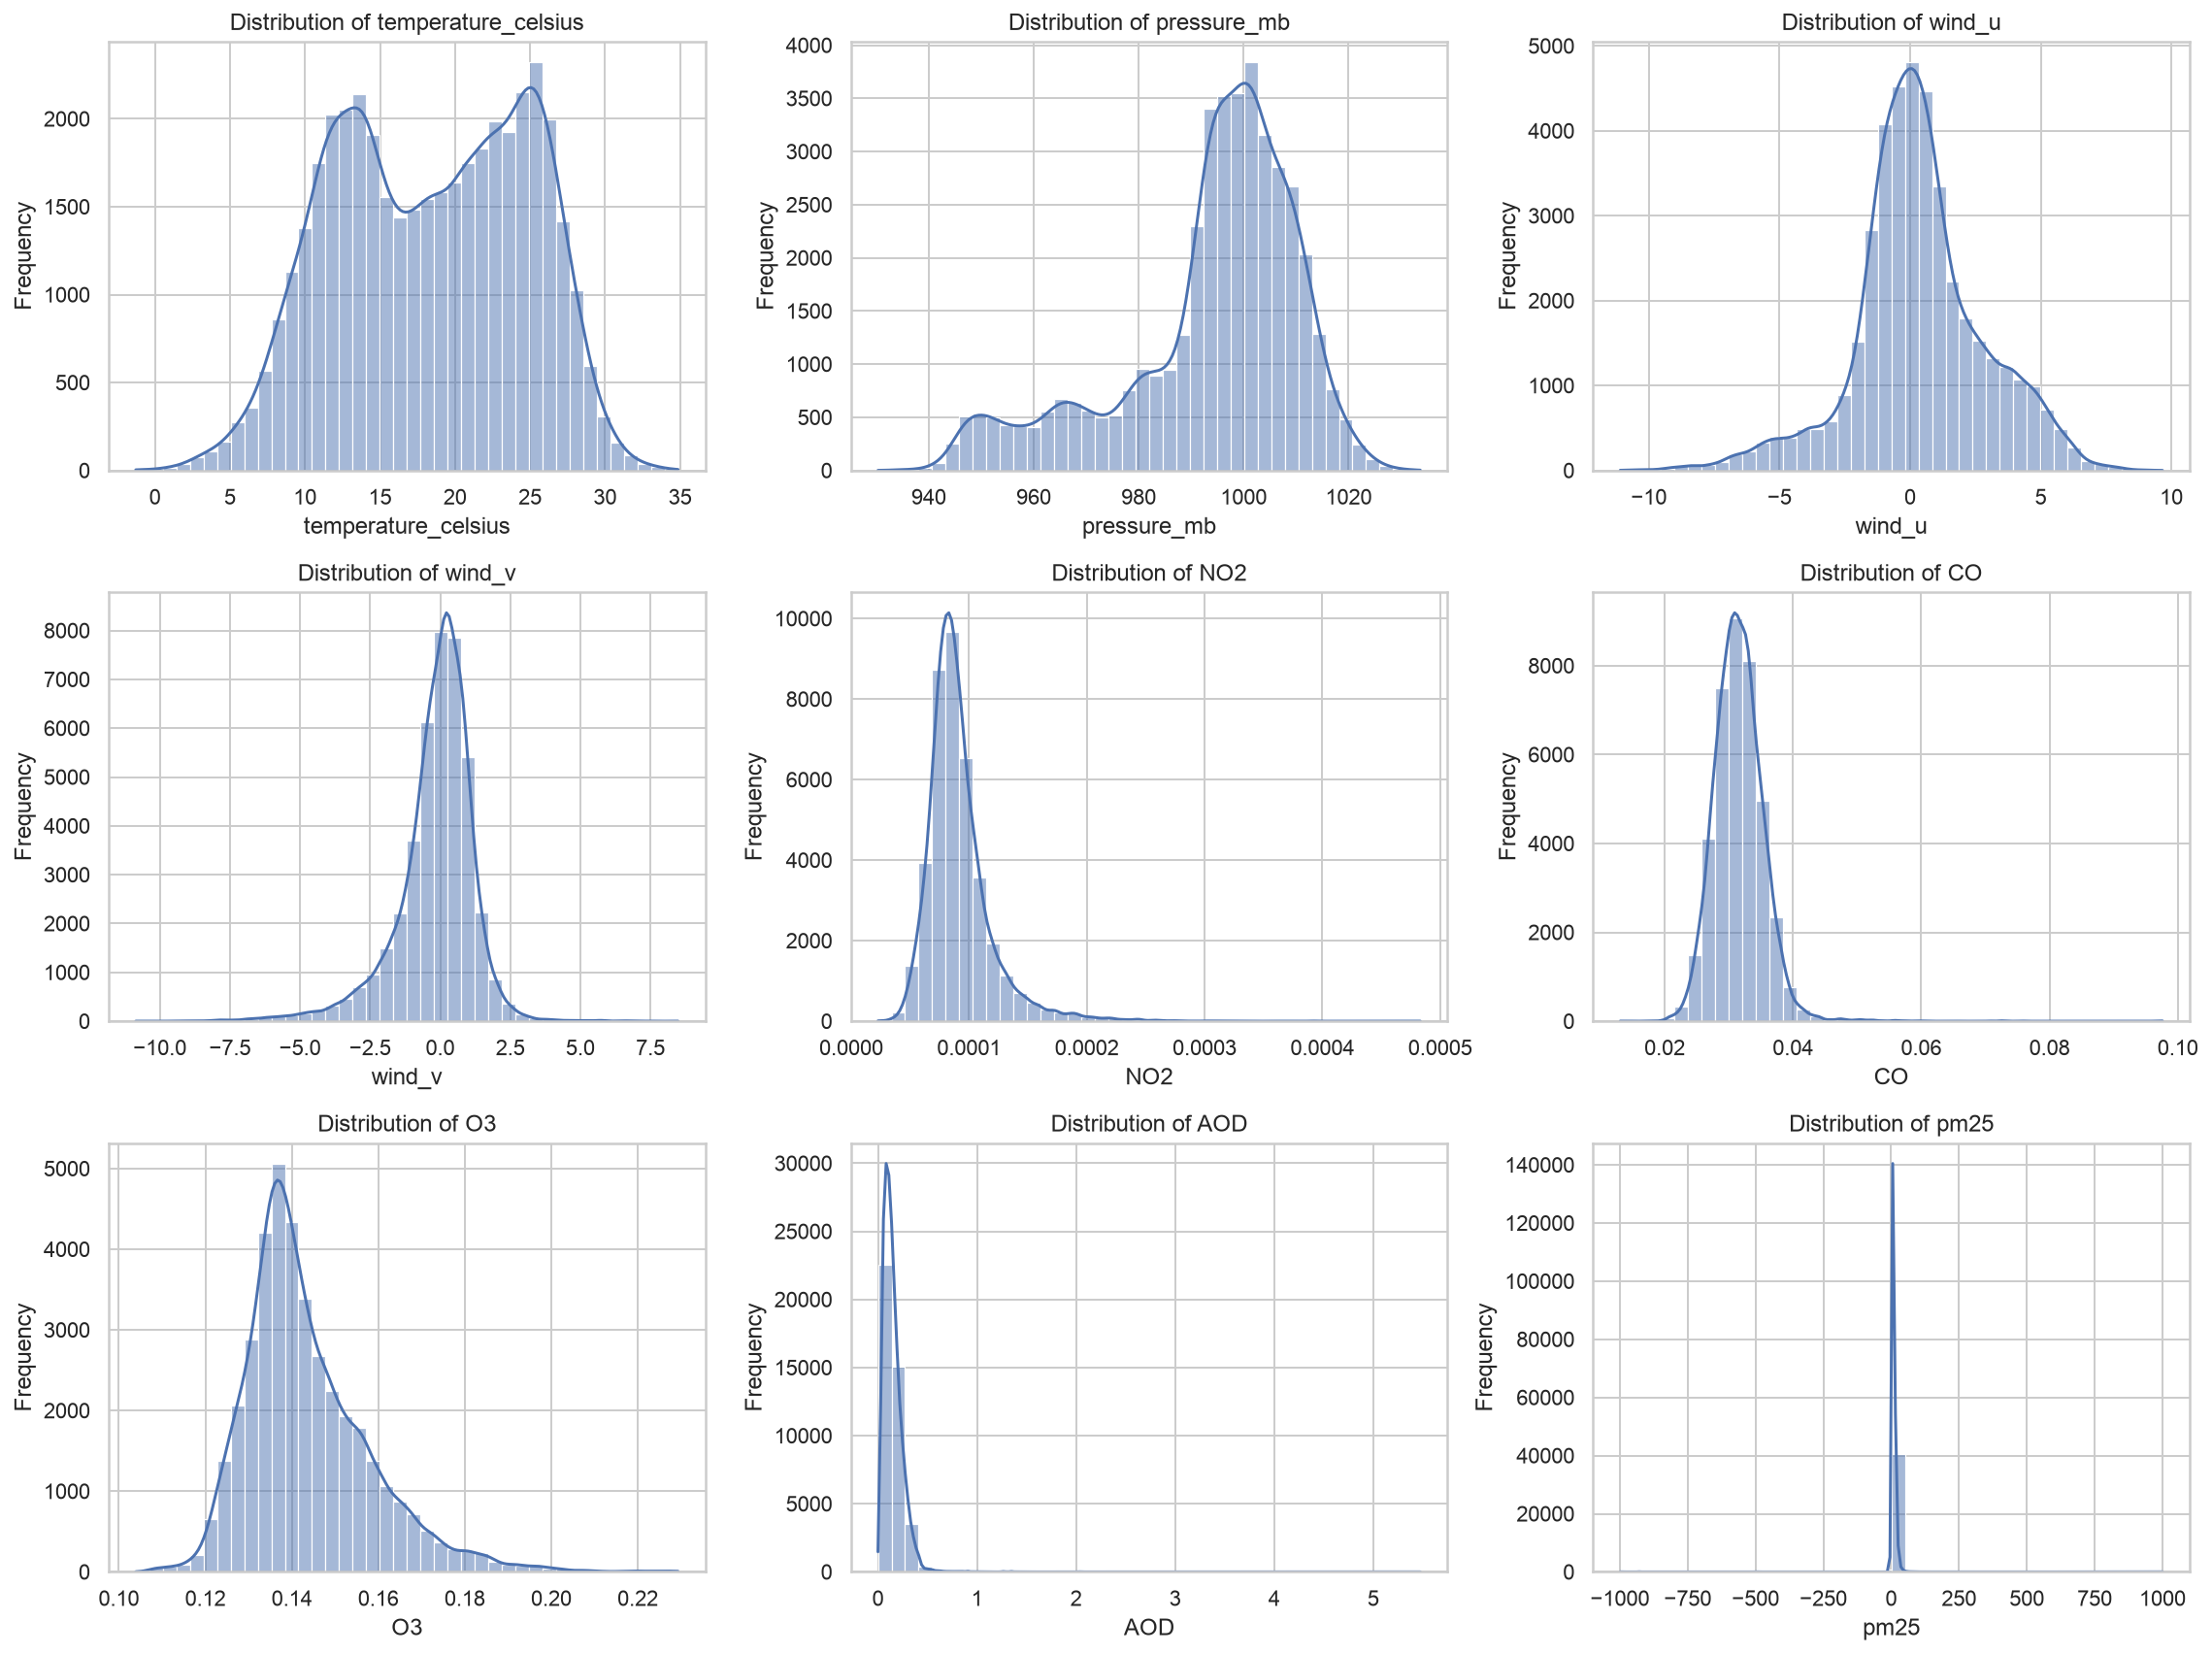 Distribution of temperature_celsius
Frequency
2000
1500
1000
500
0
0 5 10 15 20 25 30 35
temperature_celsius
Distribution of pressure_mb
Frequency
4000
3500
3000
2500
2000
1500
1000
500
0
940 960 980 1000 1020
pressure_mb
Distribution of wind_u
Frequency
5000
4000
3000
2000
1000
0
−10 −5 0 5 10
wind_u
Distribution of wind_v
Frequency
8000
7000
6000
5000
4000
3000
2000
1000
0
−10.0 −7.5 −5.0 −2.5 0.0 2.5 5.0 7.5
wind_v
Distribution of NO2
Frequency
10000
8000
6000
4000
2000
0
0.0000 0.0001 0.0002 0.0003 0.0004 0.0005
NO2
Distribution of CO
Frequency
8000
6000
4000
2000
0
0.02 0.04 0.06 0.08 0.10
CO
Distribution of O3
Frequency
5000
4000
3000
2000
1000
0
0.10 0.12 0.14 0.16 0.18 0.20 0.22
O3
Distribution of AOD
Frequency
30000
25000
20000
15000
10000
5000
0
0 1 2 3 4 5
AOD
Distribution of pm25
Frequency
140000
120000
100000
80000
60000
40000
20000
0
−1000 −750 −500 −250 0 250 500 750 1000
pm25